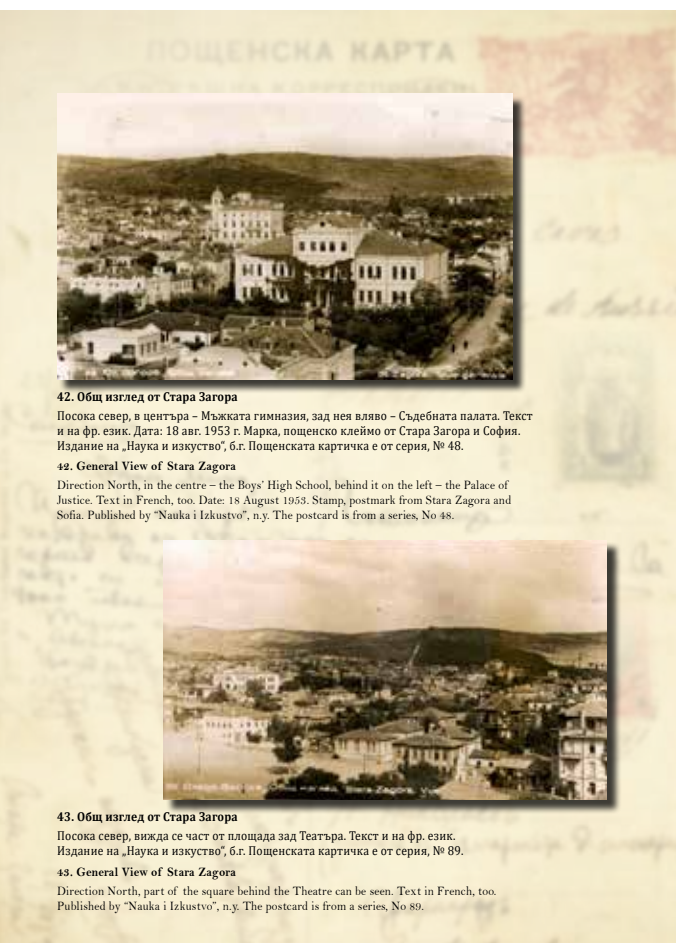 ПОЩЕНСКА КАРТА
42. Общ изглед от Стара Загора
Посока север, в центъра – Мъжката гимназия, зад нея вляво – Съдебната палата. Текст
и на фр. език. Дата: 18 авг. 1953 г. Марка, пощенско клеймо от Стара Загора и София.
Издание на „Наука и изкуство“, б.г. Пощенската картичка е от серия, № 48.
42. General View of Stara Zagora
Direction North, in the centre – the Boys’ High School, behind it on the left – the Palace of
Justice. Text in French, too. Date: 18 August 1953. Stamp, postmark from Stara Zagora and
Sofia. Published by “Nauka i Izkustvo”, n.y. The postcard is from a series, No 48.
Stara Zagora,
43. Общ изглед от Стара Загора
Посока север, вижда се част от площада зад Театъра. Текст и на фр. език.
Издание на „Наука и изкуство“, б.г. Пощенската картичка е от серия, № 89.
43. General View of Stara Zagora
Direction North, part of the square behind the Theatre can be seen. Text in French, too.
Published by “Nauka i Izkustvo”, n.y. The postcard is from a series, No 89.